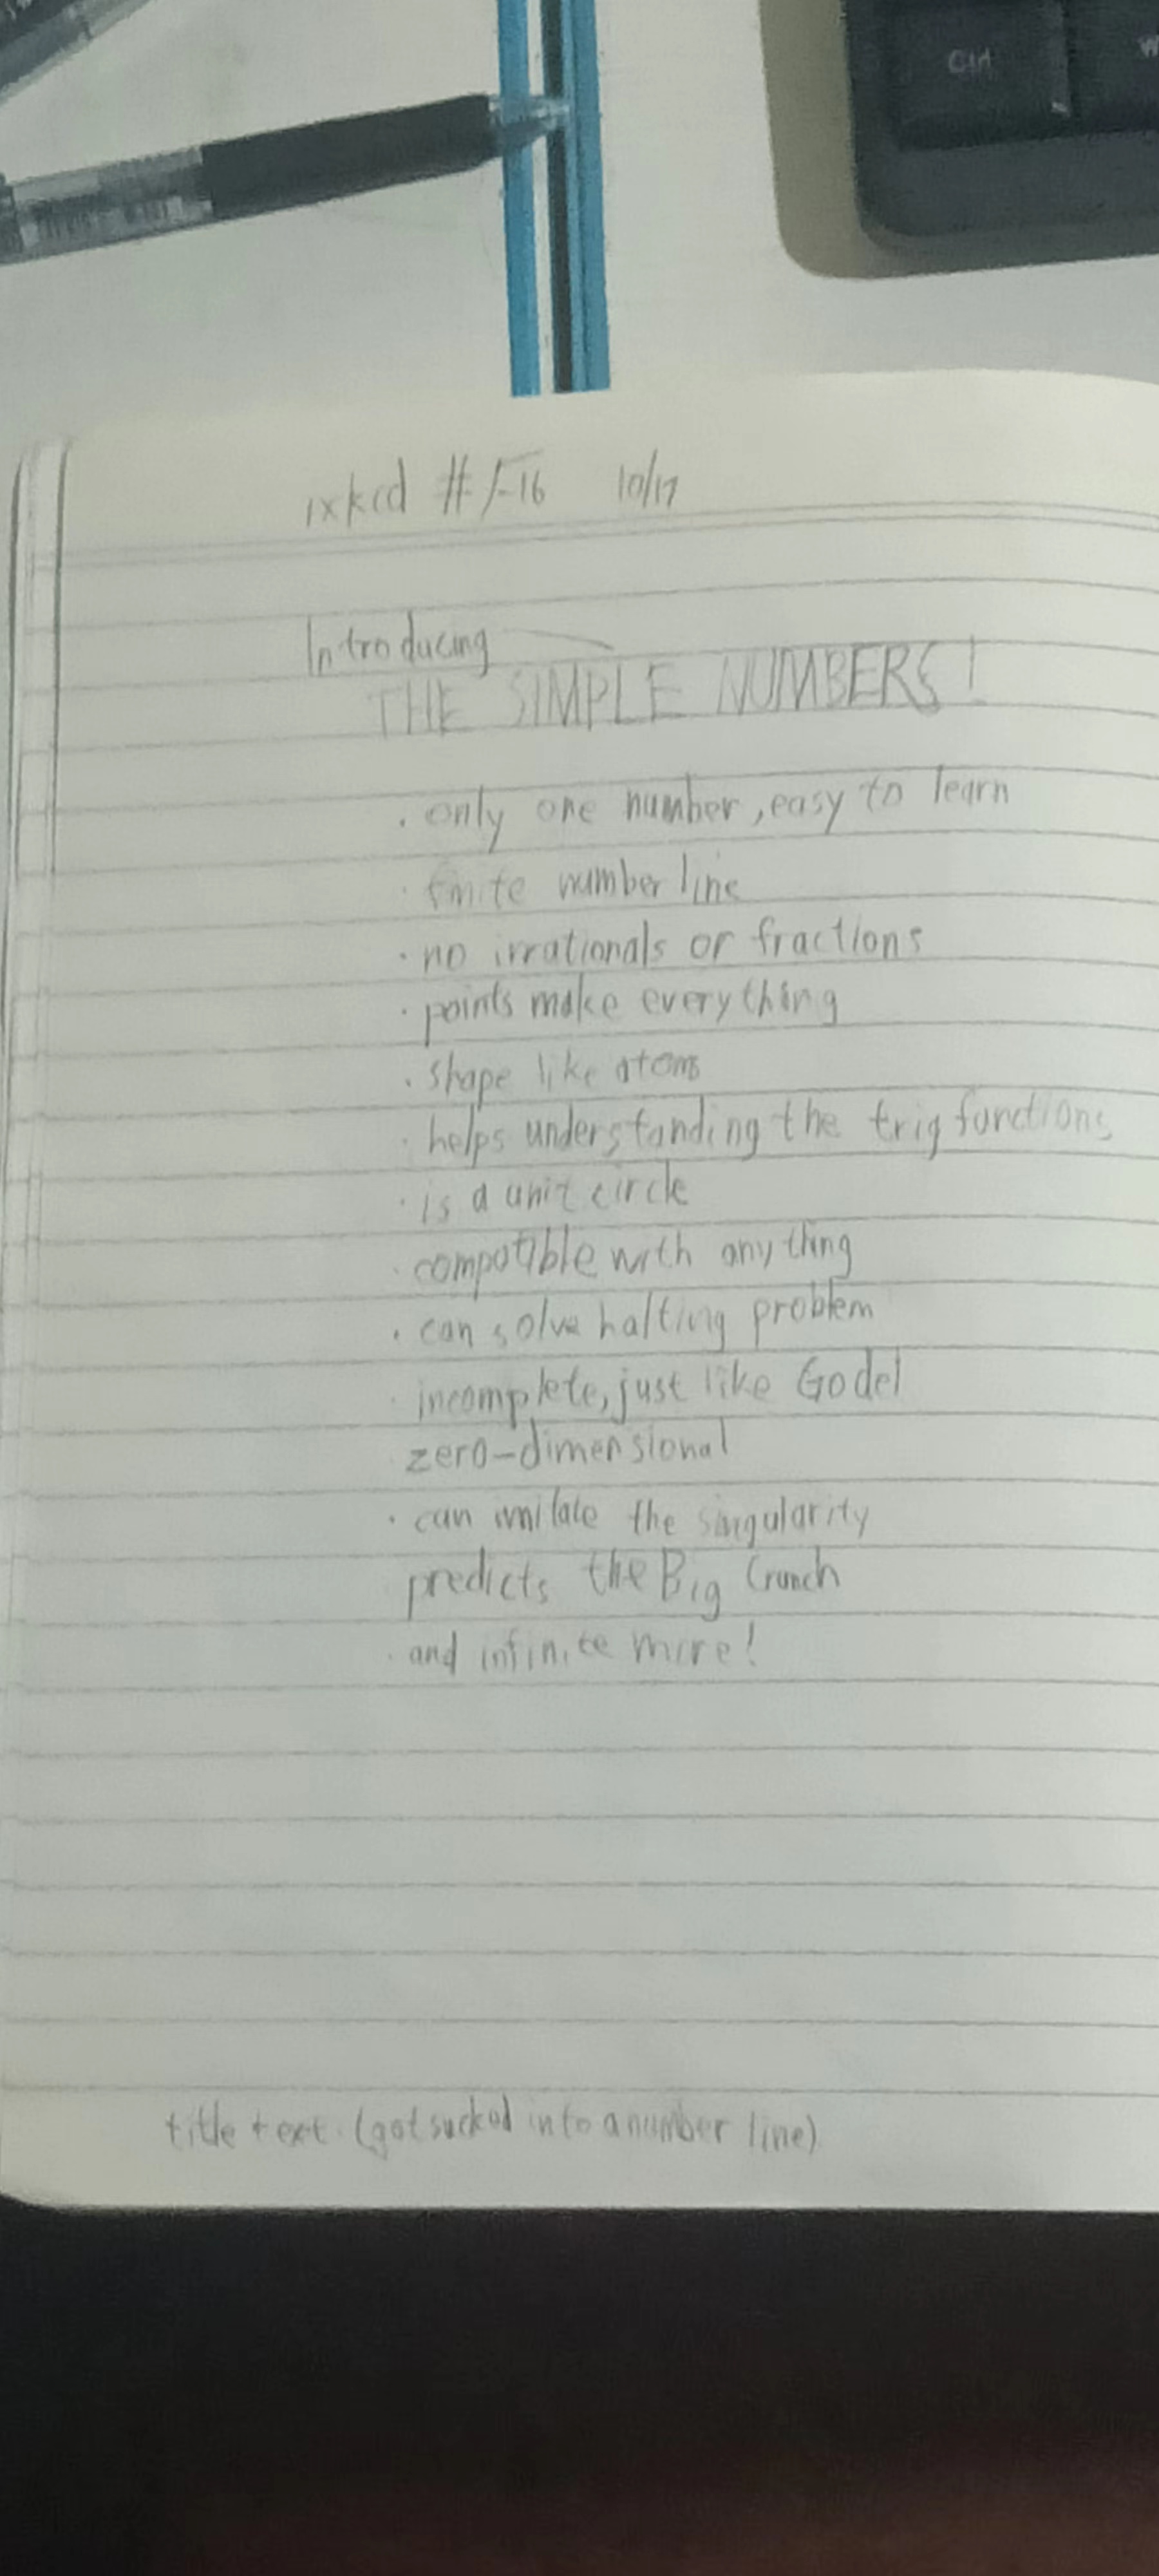 Ctrl
W
ixkcd #√-16 10/17
Introducing
THE SIMPLE NUMBERS!
· only one number, easy to learn
· finite number line
· no irrationals or fractions
· points make everything
· shape like atoms
· helps understanding the trig functions
· is a unit circle
· compatible with anything
· can solve halting problem
· incomplete, just like Godel
zero-dimensional
· can imitate the singularity
predicts the Big Crunch
· and infinite more!
title text. (got sucked into a number line)